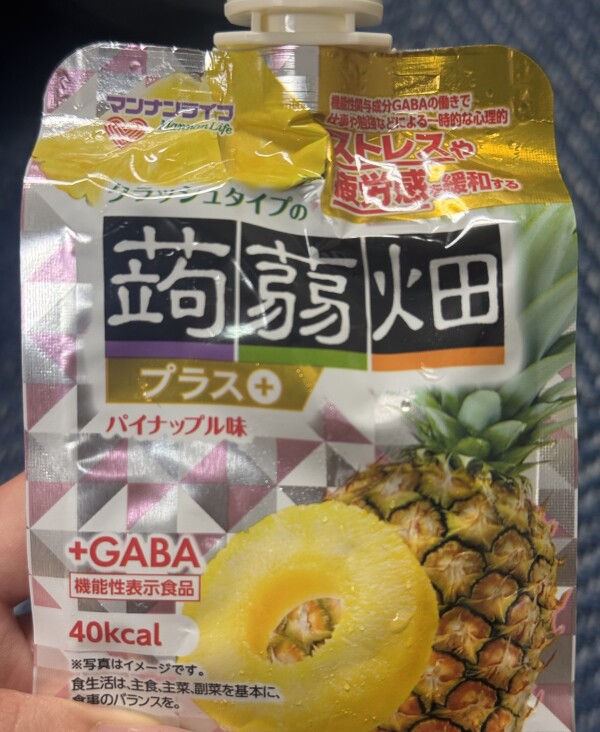 マンナンライフ
MannanLife
機能性関与成分GABAの働きで
仕事や勉強などによる一時的な心理的
ストレスや
疲労感を緩和する
クラッシュタイプの
蒟蒻畑
プラス+
パイナップル味
+GABA
機能性表示食品
40kcal
※写真はイメージです。
食生活は、主食、主菜、副菜を基本に、
食事のバランスを。